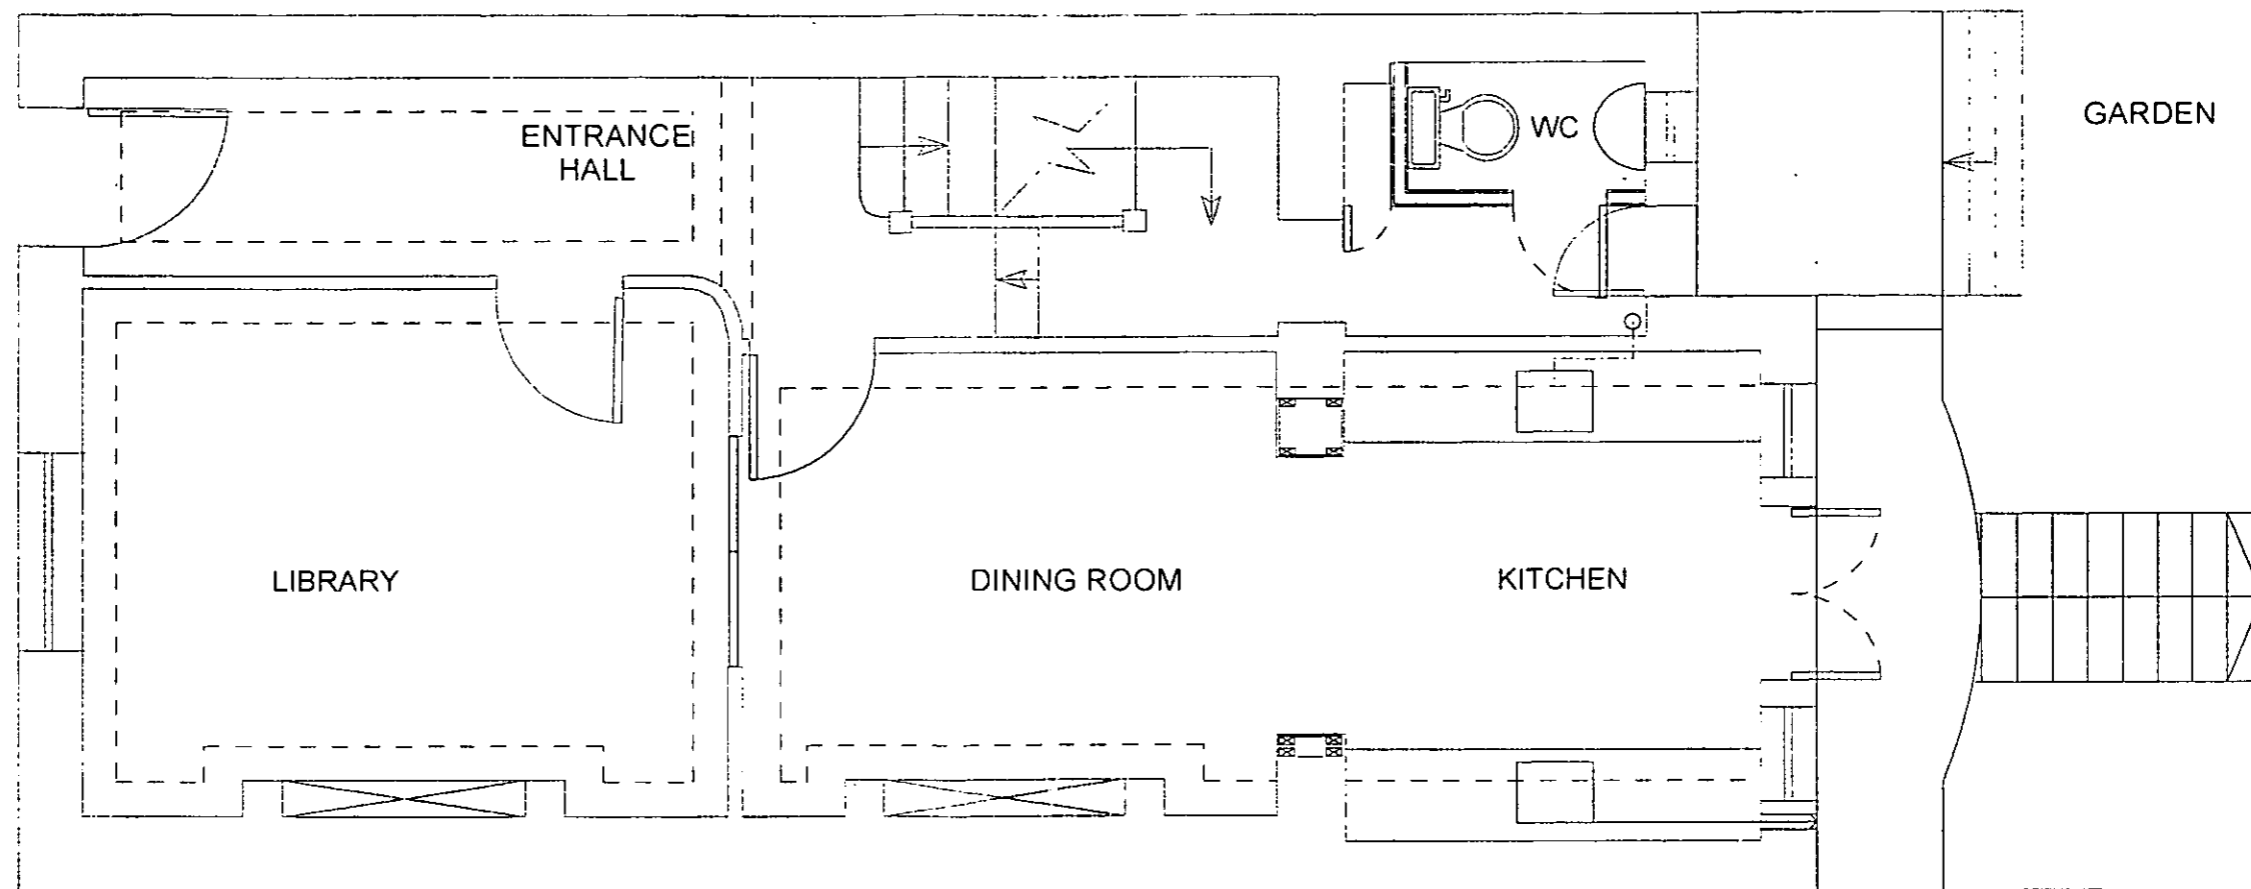 ENTRANCE
HALL
WC
GARDEN
LIBRARY
DINING ROOM
KITCHEN